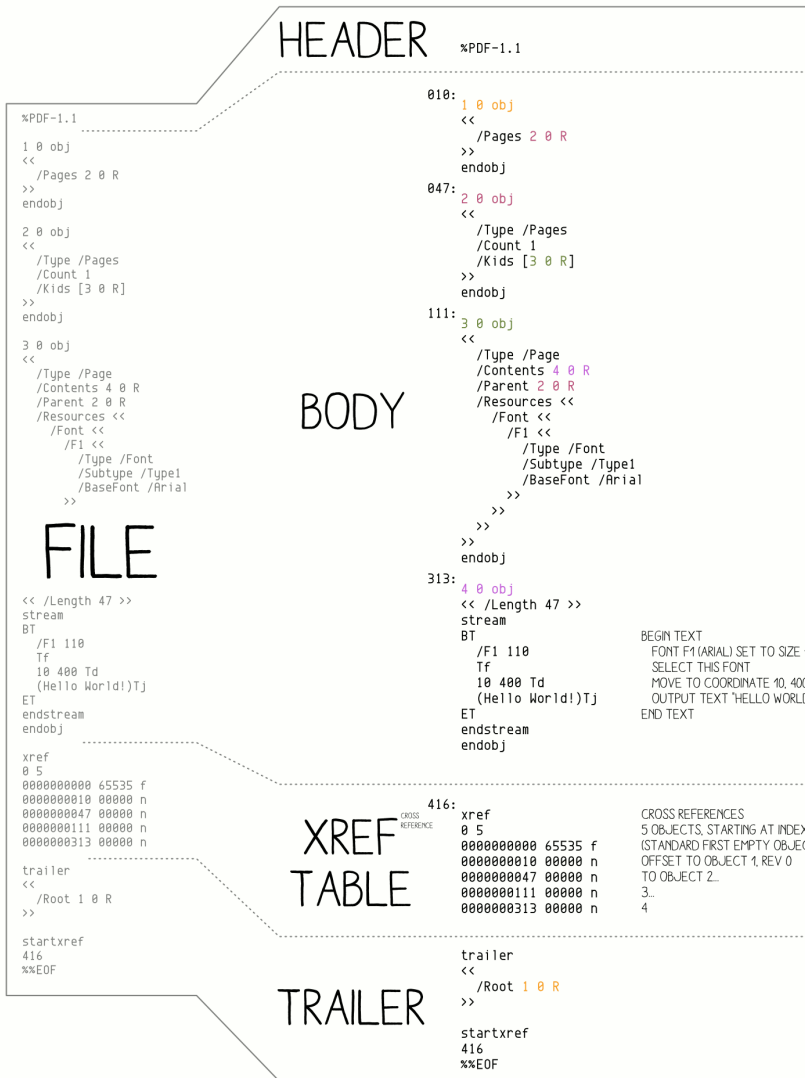 HEADER
%PDF-1.1
%PDF-1.1
1 0 obj
<<
/Pages 2 0 R
>>
endobj
2 0 obj
<<
/Type /Pages
/Count 1
/Kids [3 0 R]
>>
endobj
3 0 obj
<<
/Type /Page
/Contents 4 0 R
/Parent 2 0 R
/Resources <<
/Font <<
/F1 <<
/Type /Font
/Subtype /Type1
/BaseFont /Arial
>>
FILE
<< /Length 47 >>
stream
BT
/F1 110
Tf
10 400 Td
(Hello World!)Tj
ET
endstream
endobj
xref
0 5
0000000000 65535 f
0000000010 00000 n
0000000047 00000 n
0000000111 00000 n
0000000313 00000 n
trailer
<<
/Root 1 0 R
>>
startxref
416
%%EOF
BODY
010:
1 0 obj
<<
/Pages 2 0 R
>>
endobj
047:
2 0 obj
<<
/Type /Pages
/Count 1
/Kids [3 0 R]
>>
endobj
111:
3 0 obj
<<
/Type /Page
/Contents 4 0 R
/Parent 2 0 R
/Resources <<
/Font <<
/F1 <<
/Type /Font
/Subtype /Type1
/BaseFont /Arial
>>
>>
>>
>>
endobj
313:
4 0 obj
<< /Length 47 >>
stream
BT BEGIN TEXT
/F1 110 FONT F1 (ARIAL) SET TO SIZE
Tf SELECT THIS FONT
10 400 Td MOVE TO COORDINATE 10, 400
(Hello World!)Tj OUTPUT TEXT "HELLO WORLD
ET END TEXT
endstream
endobj
XREF TABLE
CROSS REFERENCE
416:
xref CROSS REFERENCES
0 5 5 OBJECTS, STARTING AT INDEX
0000000000 65535 f (STANDARD FIRST EMPTY
0000000010 00000 n OFFSET TO OBJECT 1, REV 0
0000000047 00000 n TO OBJECT 2...
0000000111 00000 n 3...
0000000313 00000 n 4
TRAILER
trailer
<<
/Root 1 0 R
>>
startxref
416
%%EOF